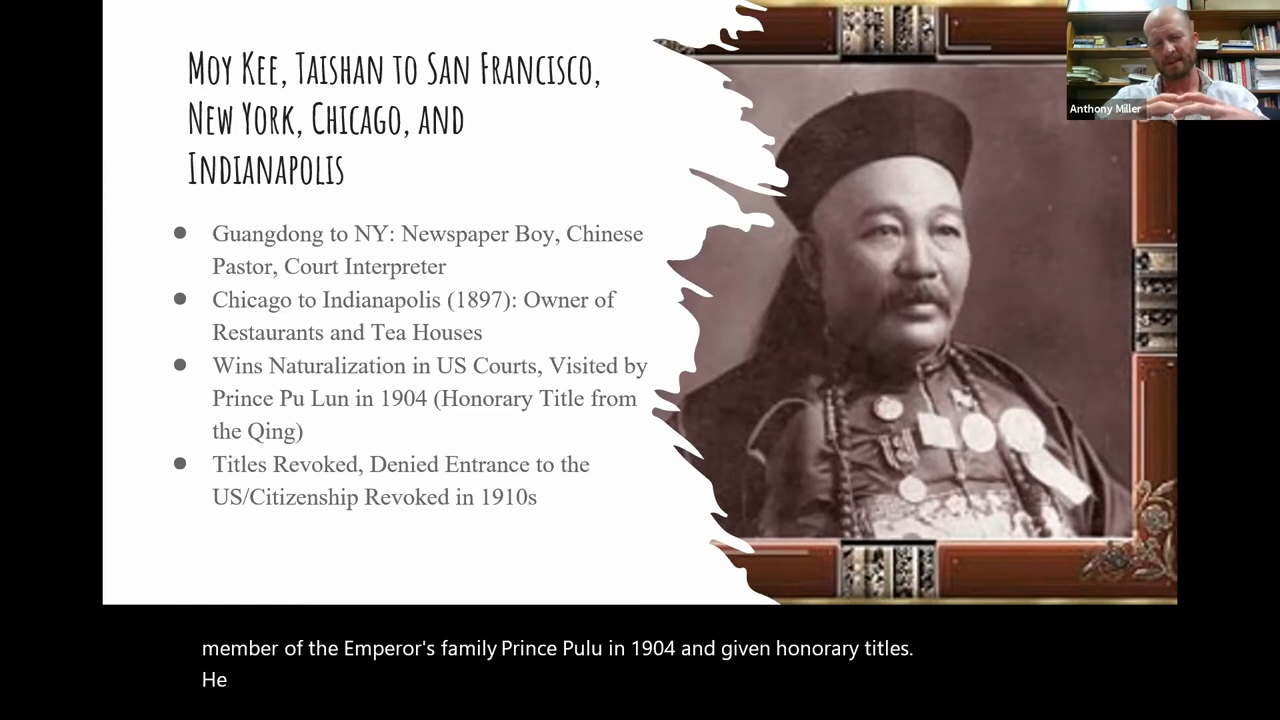 Moy Kee, Taishan to San Francisco,
New York, Chicago, and
Indianapolis
● Guangdong to NY: Newspaper Boy, Chinese
Pastor, Court Interpreter
● Chicago to Indianapolis (1897): Owner of
Restaurants and Tea Houses
● Wins Naturalization in US Courts, Visited by
Prince Pu Lun in 1904 (Honorary Title from
the Qing)
● Titles Revoked, Denied Entrance to the
US/Citizenship Revoked in 1910s
Anthony Miller
member of the Emperor's family Prince Pulu in 1904 and given honorary titles.
He